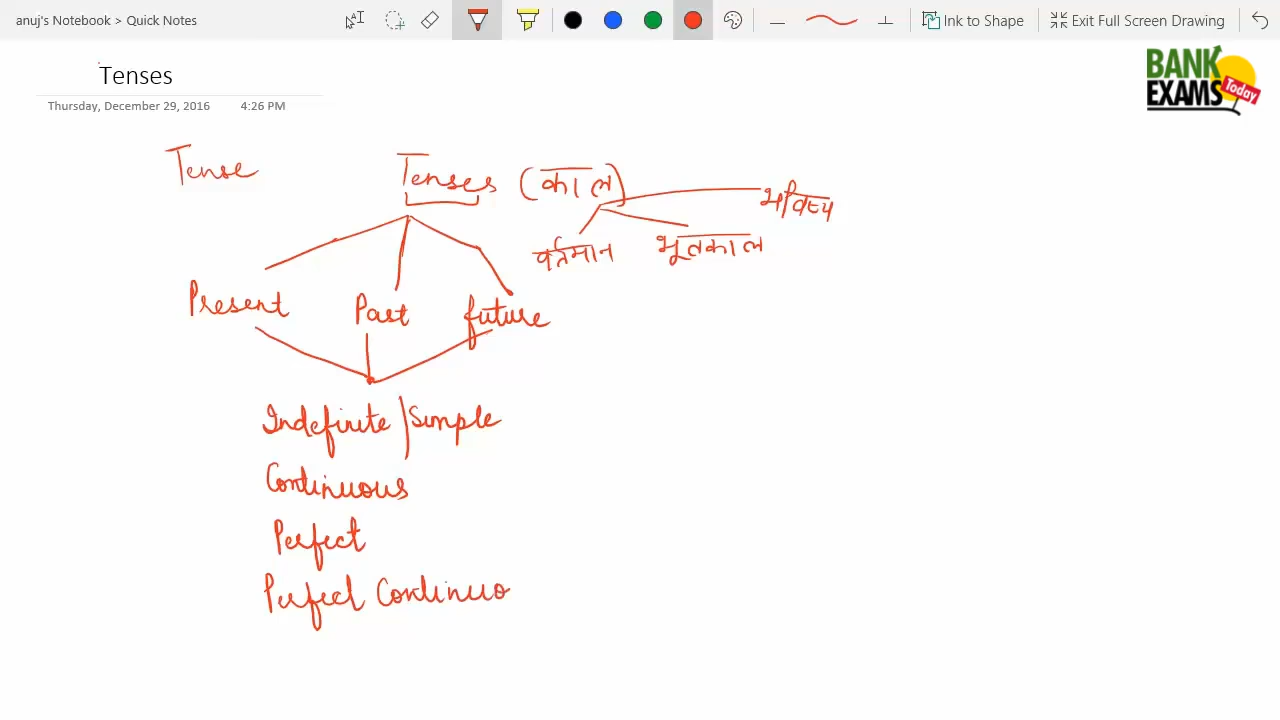 anuj's Notebook > Quick Notes
Ink to Shape
Exit Full Screen Drawing
Tenses
Thursday, December 29, 2016 4:26 PM
BANK
EXAMS Today
Tense Tenses (काल)
वर्तमान भूतकाल भविष्य
Present Past future
Indefinite/Simple
Continuous
Perfect
Perfect Continuo